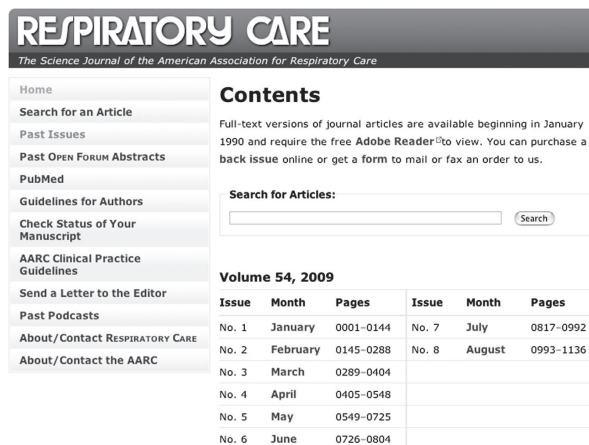 RESPIRATORY CARE
The Science Journal of the American Association for Respiratory Care
Home
Search for an Article
Past Issues
Past OPEN FORUM Abstracts
PubMed
Guidelines for Authors
Check Status of Your
Manuscript
AARC Clinical Practice
Guidelines
Send a Letter to the Editor
Past Podcasts
About/Contact RESPIRATORY CARE
About/Contact the AARC
Contents
Full-text versions of journal articles are available beginning in January
1990 and require the free Adobe Reader to view. You can purchase a
back issue online or get a form to mail or fax an order to us.
Search for Articles:
Search
Volume 54, 2009
Issue Month Pages Issue Month Pages
No. 1 January 0001–0144 No. 7 July 0817–0992
No. 2 February 0145–0288 No. 8 August 0993–1136
No. 3 March 0289–0404
No. 4 April 0405–0548
No. 5 May 0549–0725
No. 6 June 0726–0804